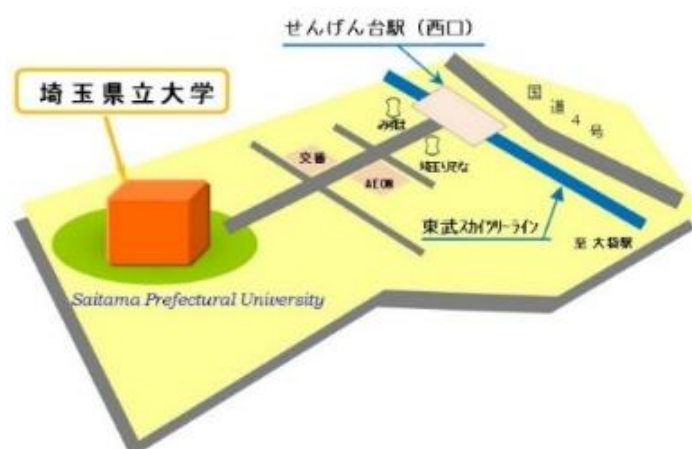 せんげん台駅（西口）
埼玉県立大学
国道4号
みずほ
埼玉りそな
交番
AEON
東武スカイツリーライン
至 大袋駅
Saitama Prefectural University